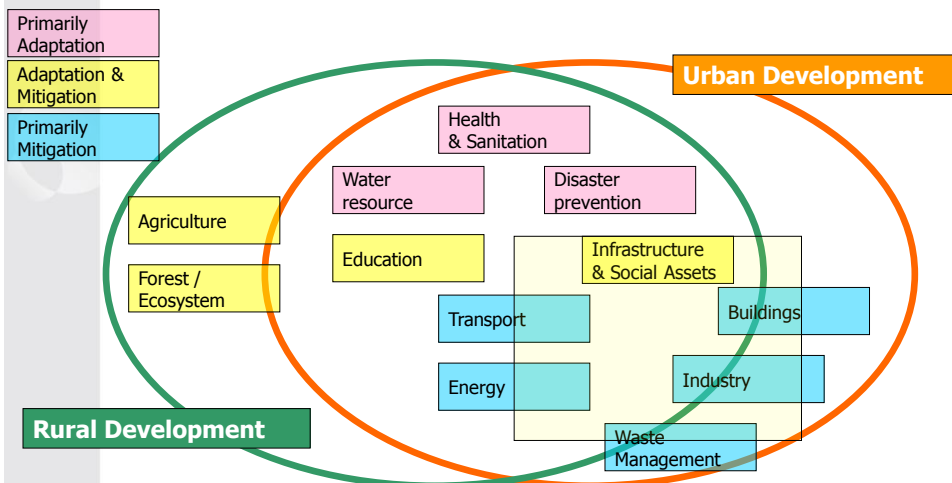 Primarily
Adaptation
Adaptation &
Mitigation
Primarily
Mitigation
Urban Development
Health
& Sanitation
Water
resource
Disaster
prevention
Agriculture
Education
Infrastructure
& Social Assets
Forest /
Ecosystem
Transport
Buildings
Energy
Industry
Rural Development
Waste
Management